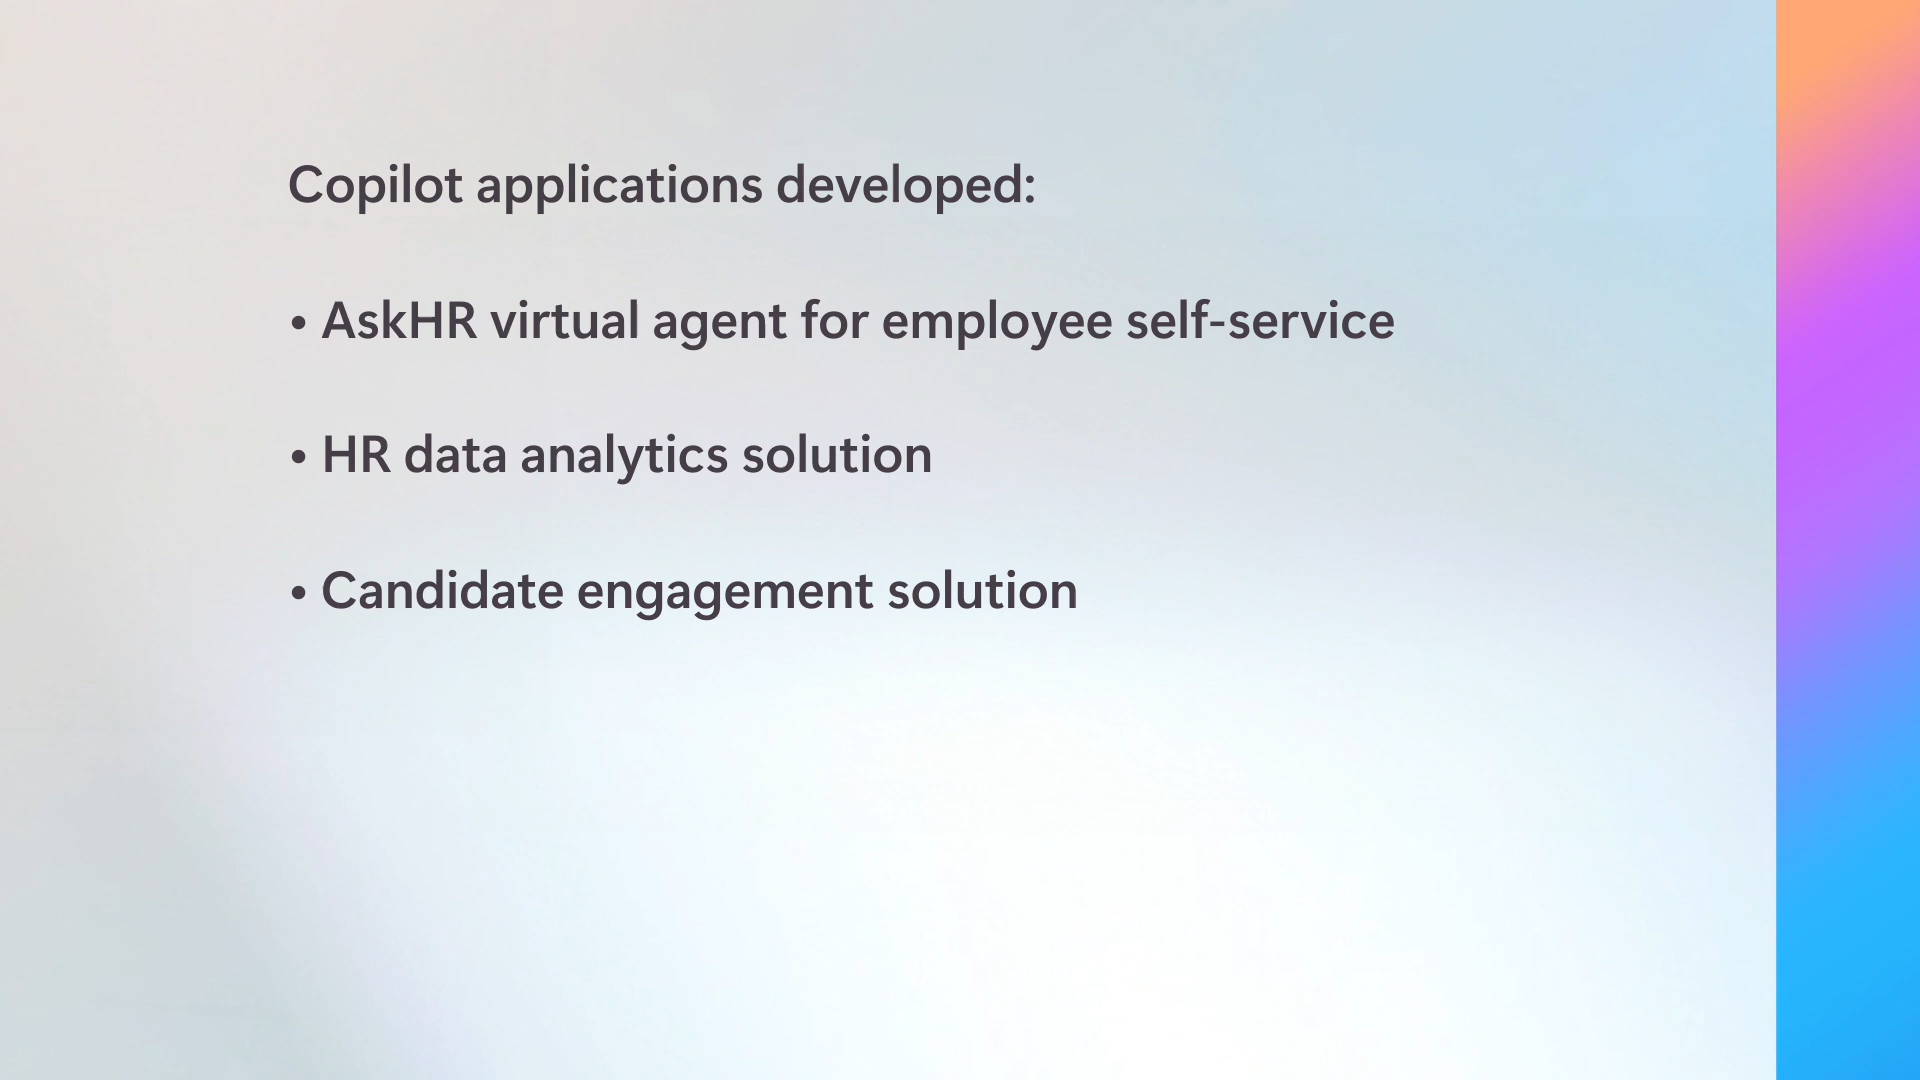 Copilot applications developed:
• AskHR virtual agent for employee self-service
• HR data analytics solution
• Candidate engagement solution